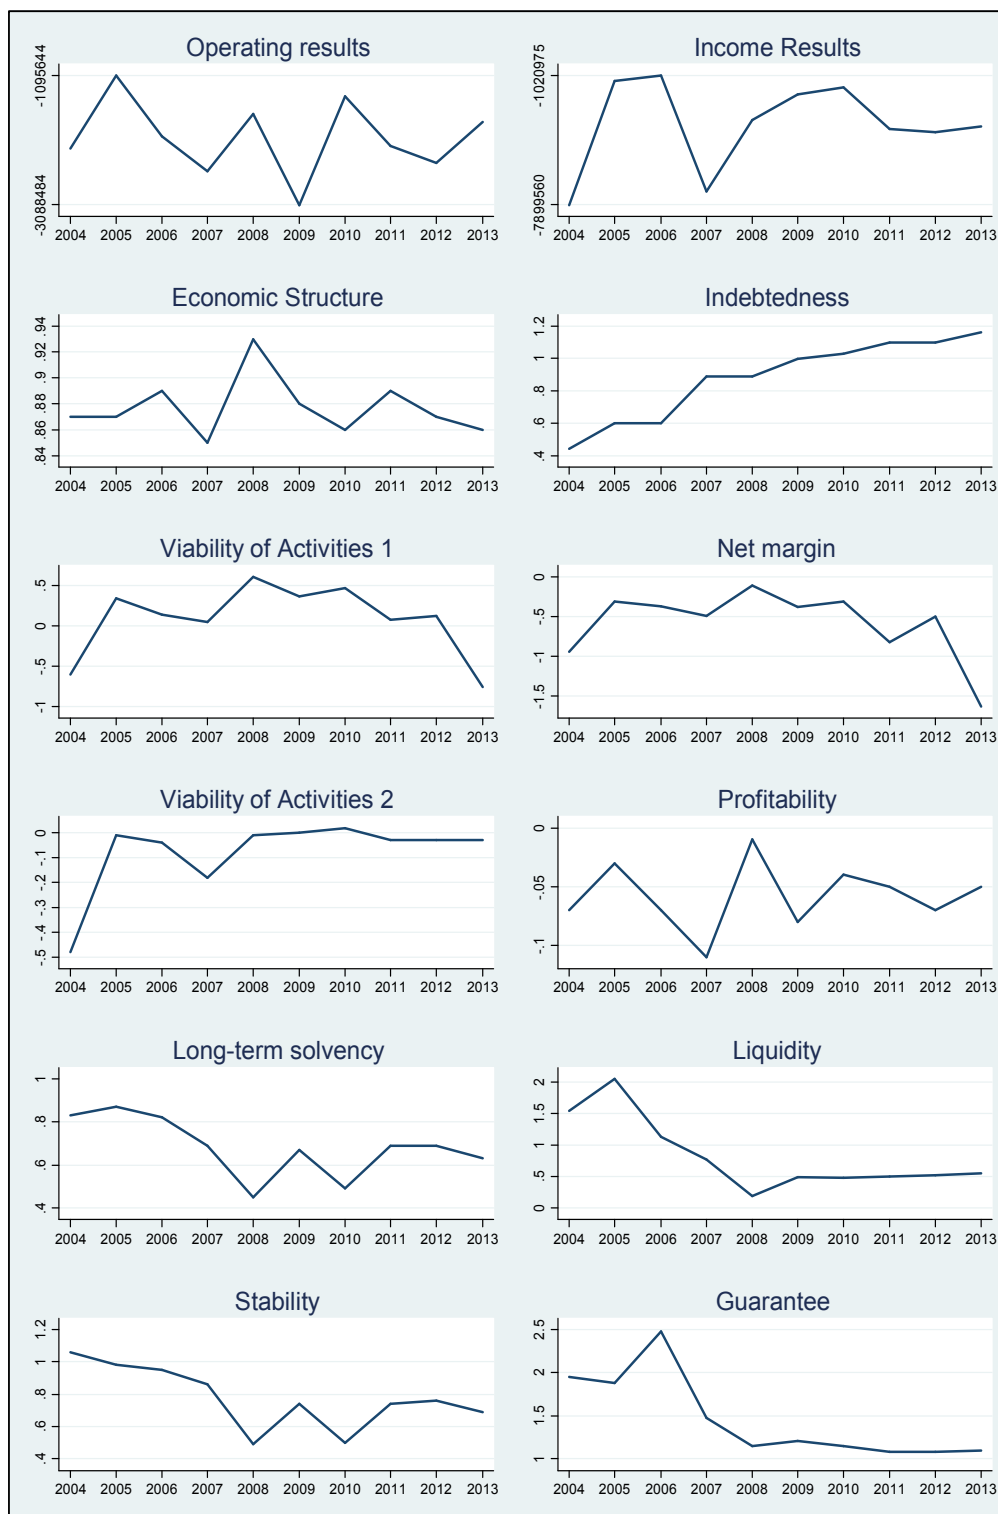 Operating results
-1095644
-3088484
2004 2005 2006 2007 2008 2009 2010 2011 2012 2013
Income Results
-1020975
-7899560
2004 2005 2006 2007 2008 2009 2010 2011 2012 2013
Economic Structure
.94
.92
.9
.88
.86
.84
2004 2005 2006 2007 2008 2009 2010 2011 2012 2013
Indebtedness
1.2
1
.8
.6
.4
2004 2005 2006 2007 2008 2009 2010 2011 2012 2013
Viability of Activities 1
.5
0
-.5
-1
2004 2005 2006 2007 2008 2009 2010 2011 2012 2013
Net margin
0
-.5
-1
-1.5
2004 2005 2006 2007 2008 2009 2010 2011 2012 2013
Viability of Activities 2
0
-.1
-.2
-.3
-.4
-.5
2004 2005 2006 2007 2008 2009 2010 2011 2012 2013
Profitability
0
-.05
-.1
2004 2005 2006 2007 2008 2009 2010 2011 2012 2013
Long-term solvency
1
.8
.6
.4
2004 2005 2006 2007 2008 2009 2010 2011 2012 2013
Liquidity
2
1.5
1
.5
0
2004 2005 2006 2007 2008 2009 2010 2011 2012 2013
Stability
1.2
1
.8
.6
.4
2004 2005 2006 2007 2008 2009 2010 2011 2012 2013
Guarantee
2.5
2
1.5
1
2004 2005 2006 2007 2008 2009 2010 2011 2012 2013